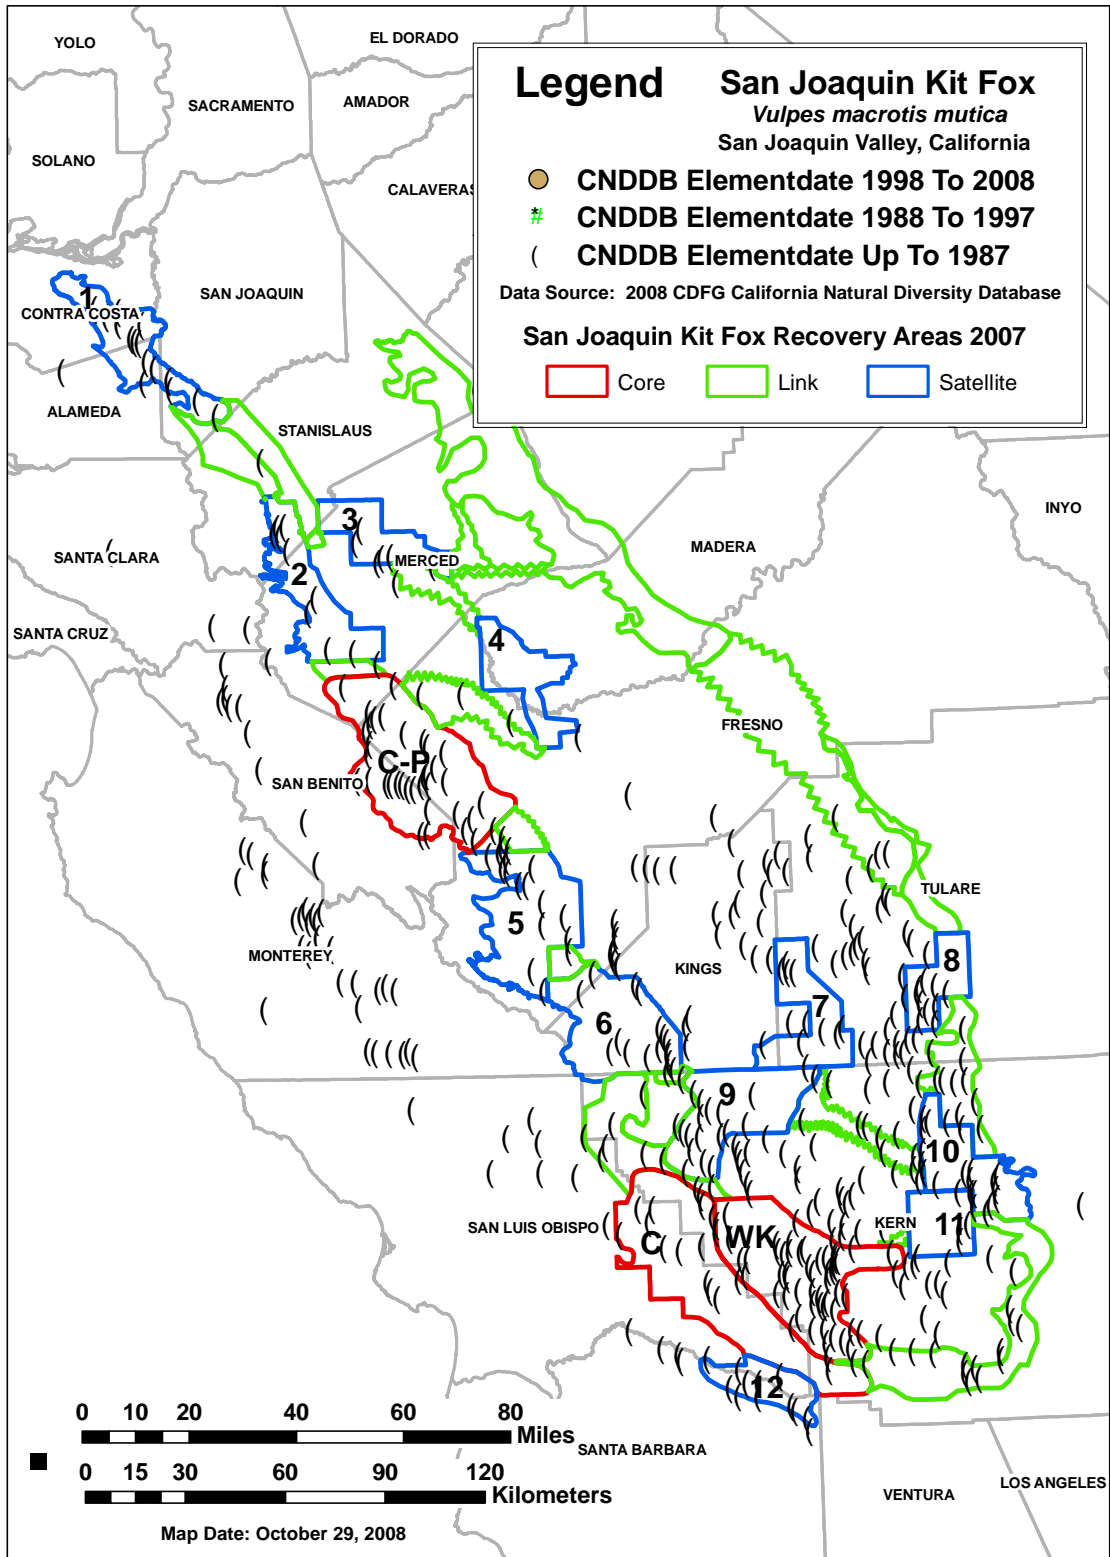 YOLO
EL DORADO
SACRAMENTO
AMADOR
SOLANO
CALAVERAS
Legend
San Joaquin Kit Fox
Vulpes macrotis mutica
San Joaquin Valley, California
CNDDB Elementdate 1998 To 2008
*# CNDDB Elementdate 1988 To 1997
( CNDDB Elementdate Up To 1987
Data Source: 2008 CDFG California Natural Diversity Database
San Joaquin Kit Fox Recovery Areas 2007
Core
Link
Satellite
1
SAN JOAQUIN
CONTRA COSTA
ALAMEDA
STANISLAUS
INYO
3
MADERA
SANTA CLARA
MERCED
2
SANTA CRUZ
4
FRESNO
C-P
SAN BENITO
TULARE
5
MONTEREY
8
KINGS
7
6
9
10
SAN LUIS OBISPO
KERN
11
C
WK
12
0 10 20 40 60 80
Miles
SANTA BARBARA
0 15 30 60 90 120
Kilometers
VENTURA
LOS ANGELES
Map Date: October 29, 2008